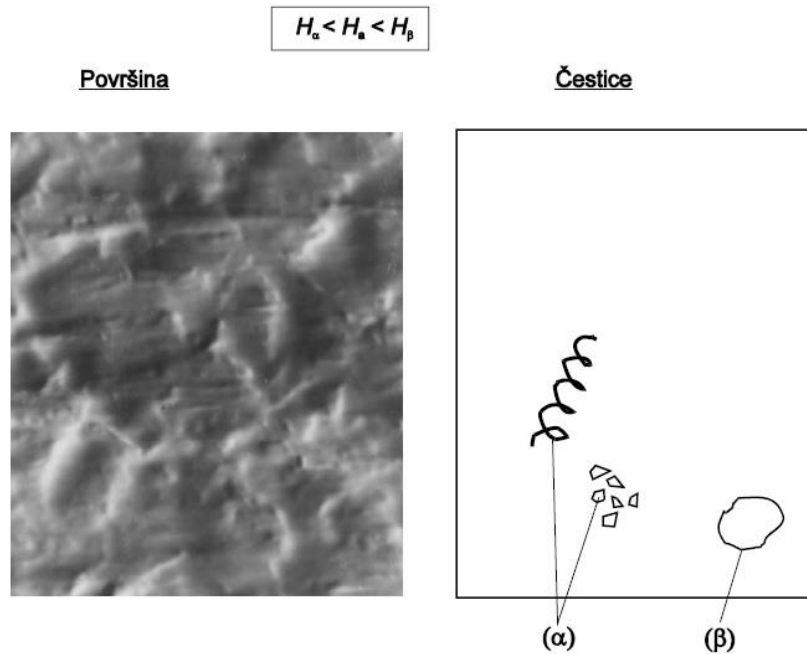 Hα < Ha < Hβ
Površina
Čestice
(α)
(β)